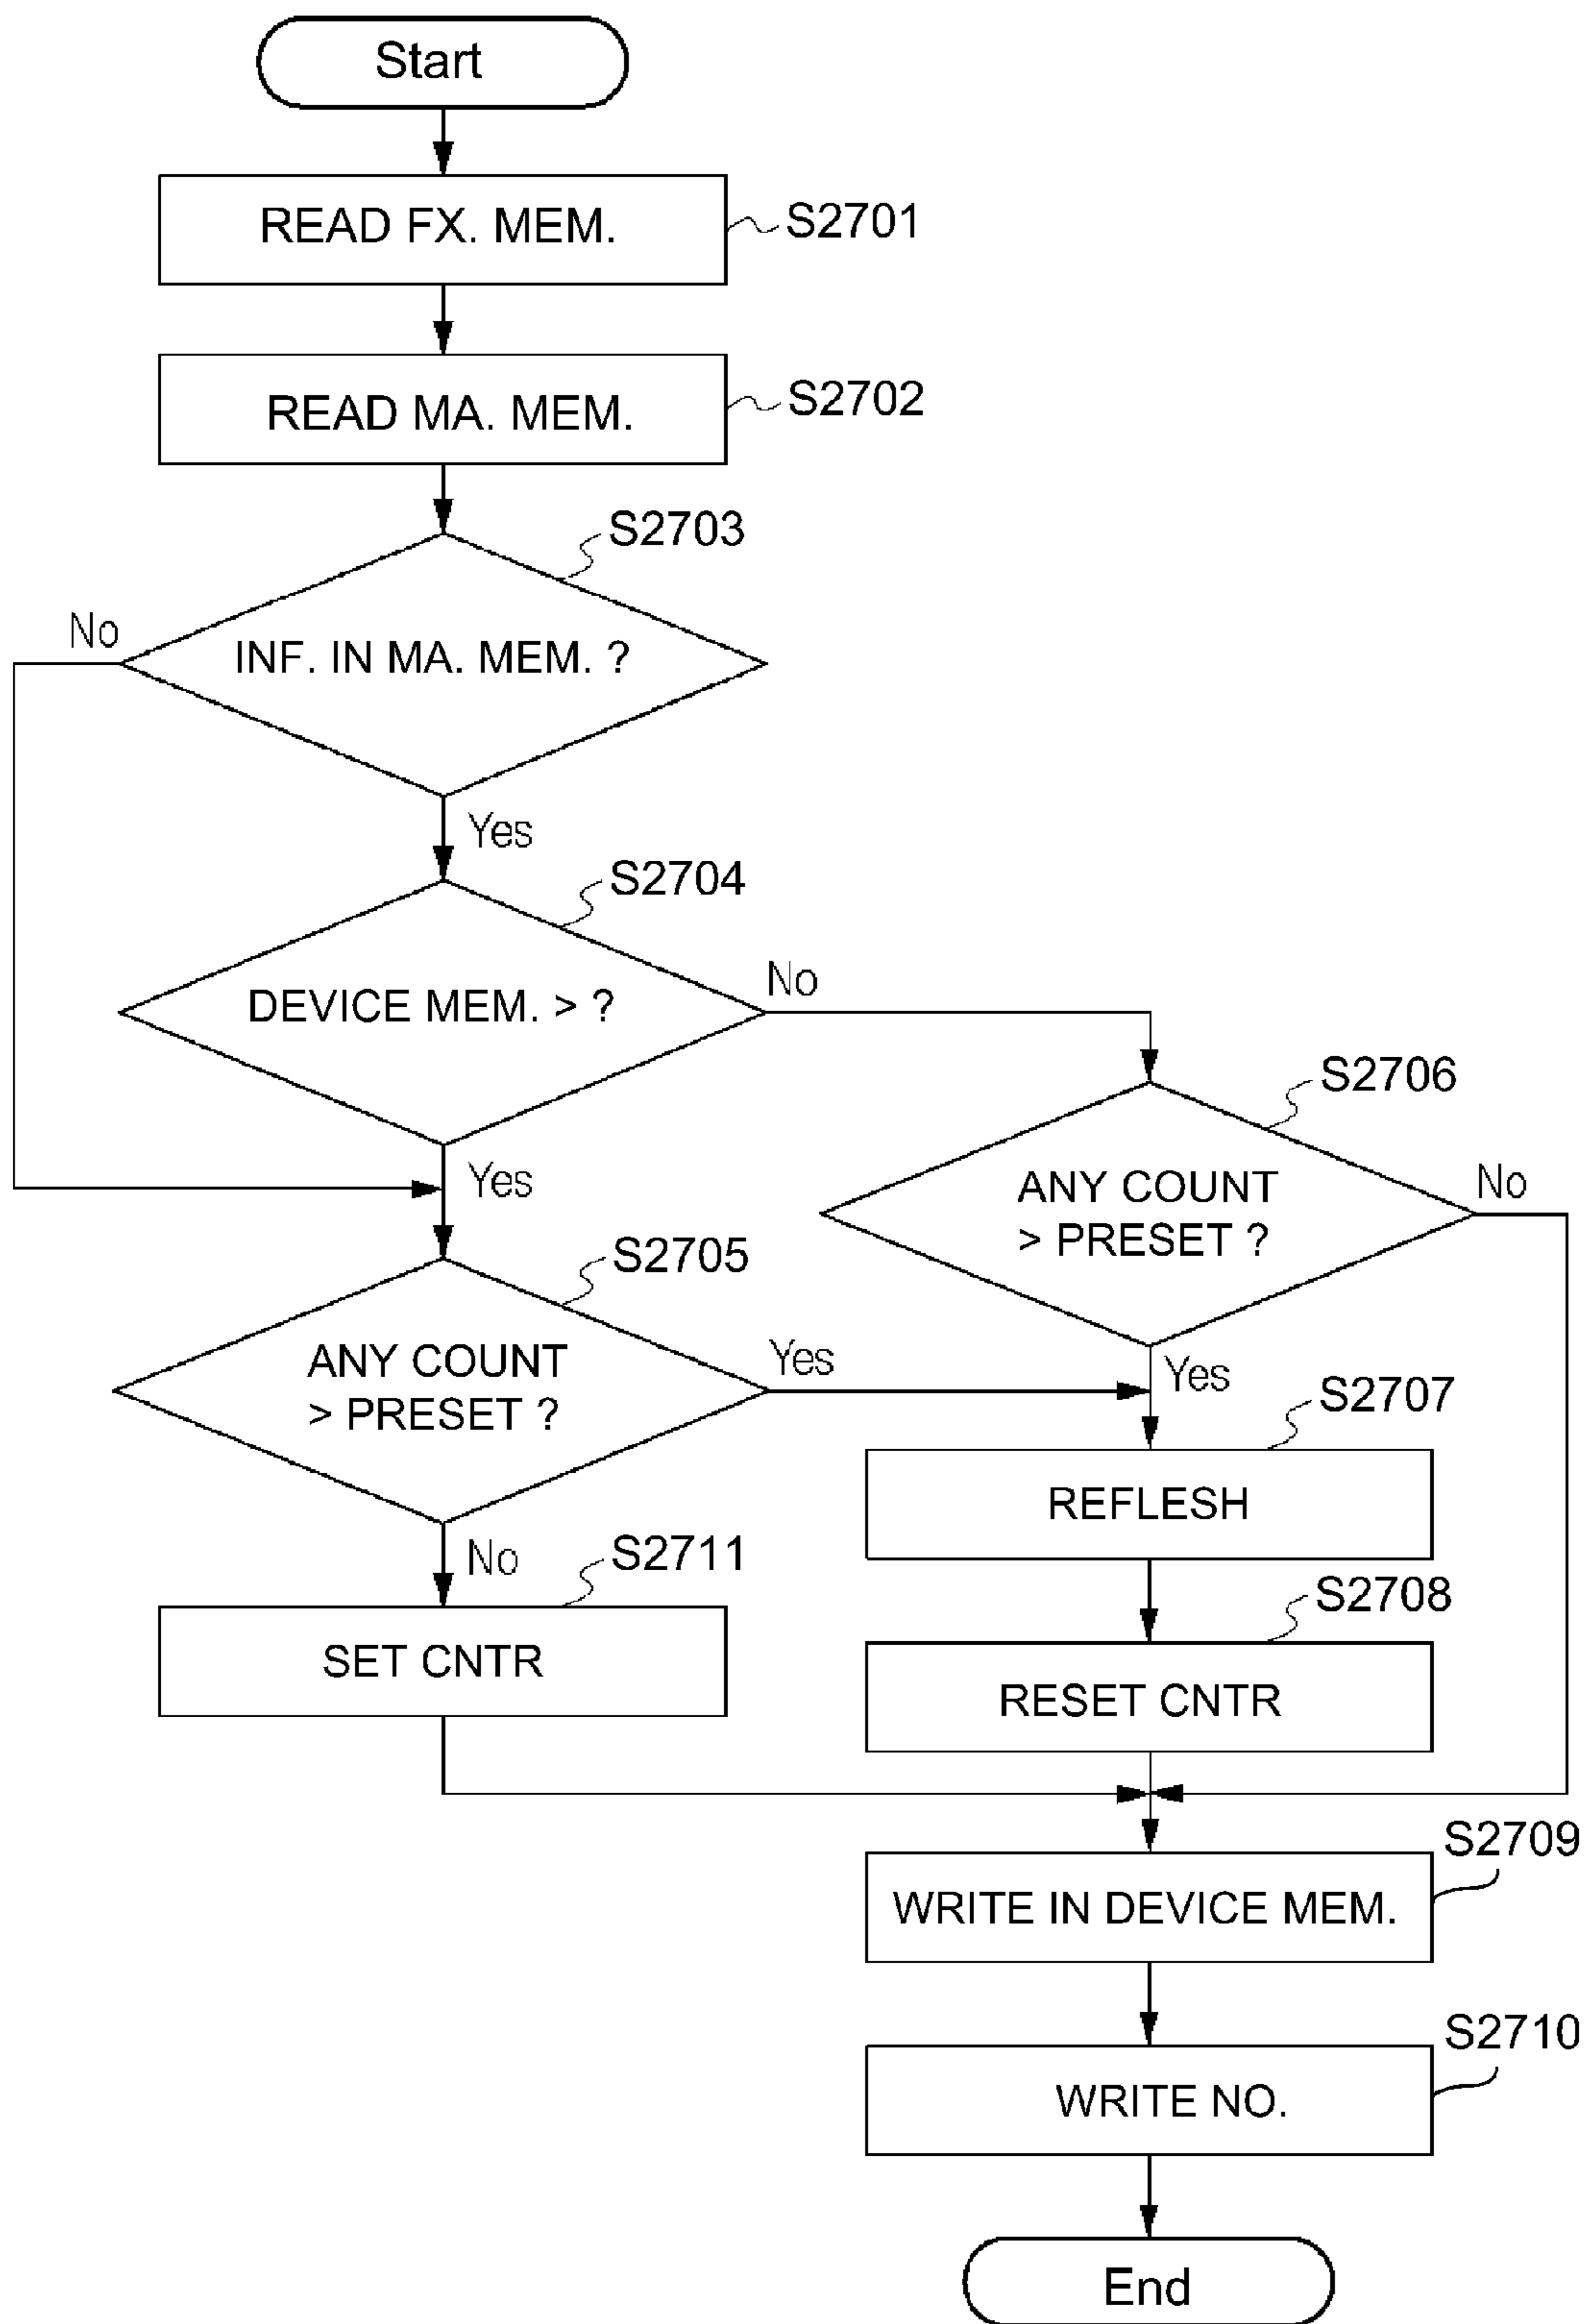 Start
READ FX. MEM.
S2701
READ MA. MEM.
S2702
S2703
No
INF. IN MA. MEM. ?
Yes
S2704
DEVICE MEM. > ?
No
S2706
Yes
ANY COUNT
> PRESET ?
No
S2705
ANY COUNT
> PRESET ?
Yes
Yes
S2707
REFLESH
No
S2711
SET CNTR
S2708
RESET CNTR
S2709
WRITE IN DEVICE MEM.
S2710
WRITE NO.
End